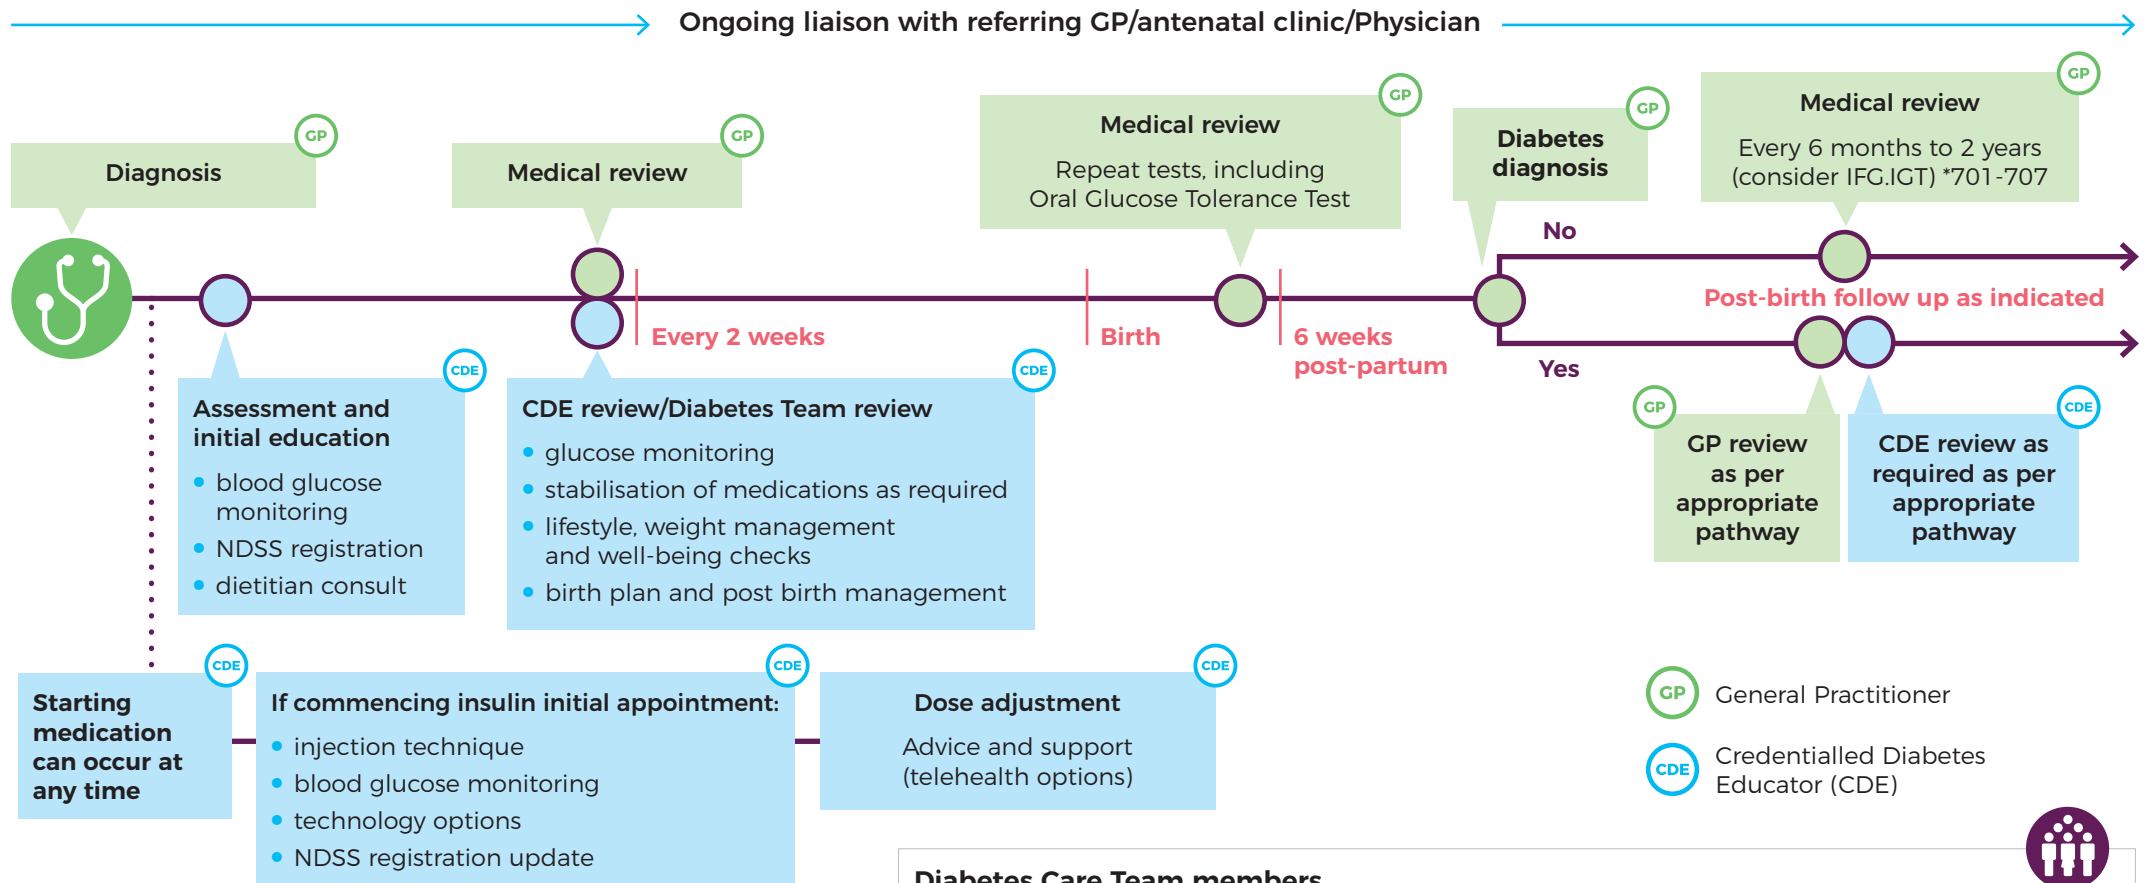 Ongoing liaison with referring GP/antenatal clinic/Physician
GP
Diagnosis
GP
Medical review
GP
Medical review
Repeat tests, including
Oral Glucose Tolerance Test
GP
Diabetes
diagnosis
GP
Medical review
Every 6 months to 2 years
(consider IFG.IGT) *701-707
No
Post-birth follow up as indicated
Yes
Every 2 weeks
Birth
6 weeks
post-partum
CDE
Assessment and
initial education
blood glucose
monitoring
NDSS registration
dietitian consult
CDE
CDE review/Diabetes Team review
glucose monitoring
stabilisation of medications as required
lifestyle, weight management
and well-being checks
birth plan and post birth management
GP
GP review
as per
appropriate
pathway
CDE
CDE review as
required as per
appropriate
pathway
CDE
Starting
medication
can occur at
any time
CDE
If commencing insulin initial appointment:
injection technique
blood glucose monitoring
technology options
NDSS registration update
CDE
Dose adjustment
Advice and support
(telehealth options)
GP
General Practitioner
CDE
Credentialled Diabetes
Educator (CDE)
Diabetes Care Team members